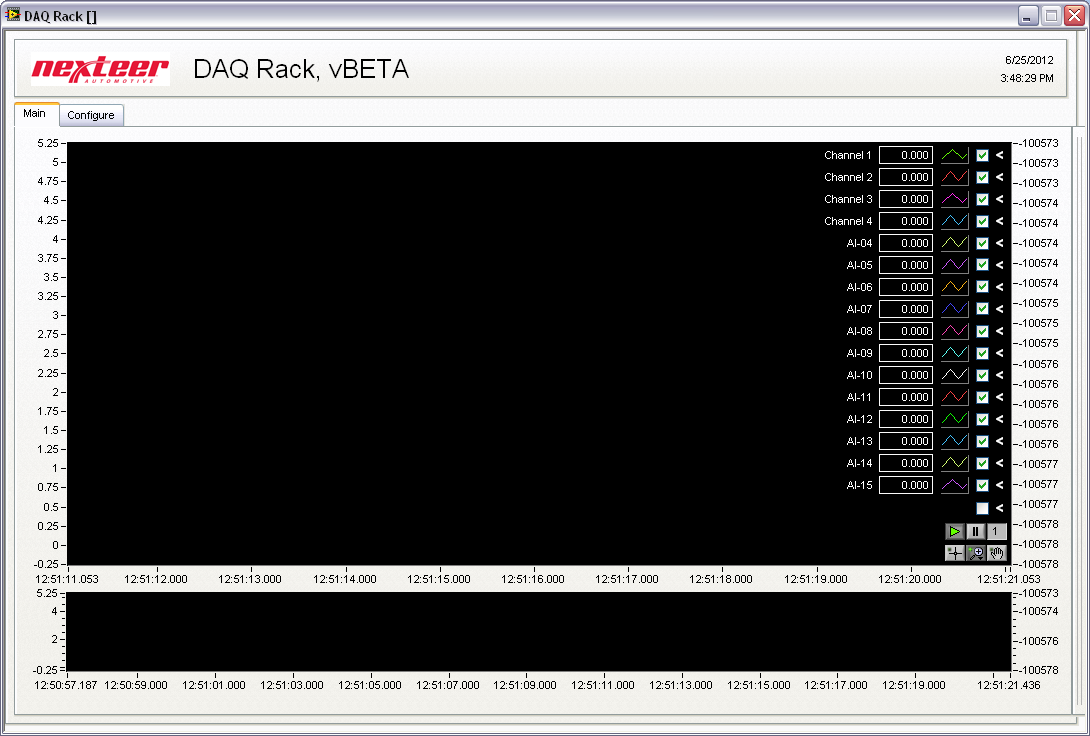 DAQ Rack []
nexteer
AUTOMOTIVE
DAQ Rack, vBETA
6/25/2012
3:48:29 PM
Main
Configure
5.25
5
4.75
4.5
4.25
4
3.75
3.5
3.25
3
2.75
2.5
2.25
2
1.75
1.5
1.25
1
0.75
0.5
0.25
0
-0.25
Channel 1 0.000 <
Channel 2 0.000 <
Channel 3 0.000 <
Channel 4 0.000 <
AI-04 0.000 <
AI-05 0.000 <
AI-06 0.000 <
AI-07 0.000 <
AI-08 0.000 <
AI-09 0.000 <
AI-10 0.000 <
AI-11 0.000 <
AI-12 0.000 <
AI-13 0.000 <
AI-14 0.000 <
AI-15 0.000 <
<
1
-100573
-100573
-100573
-100574
-100574
-100574
-100574
-100574
-100575
-100575
-100575
-100576
-100576
-100576
-100576
-100576
-100577
-100577
-100577
-100578
-100578
-100578
12:51:11.053 12:51:12.000 12:51:13.000 12:51:14.000 12:51:15.000 12:51:16.000 12:51:17.000 12:51:18.000 12:51:19.000 12:51:20.000 12:51:21.053
5.25
4
2
-0.25
-100573
-100574
-100576
-100578
12:50:57.187 12:50:59.000 12:51:01.000 12:51:03.000 12:51:05.000 12:51:07.000 12:51:09.000 12:51:11.000 12:51:13.000 12:51:15.000 12:51:17.000 12:51:19.000 12:51:21.436